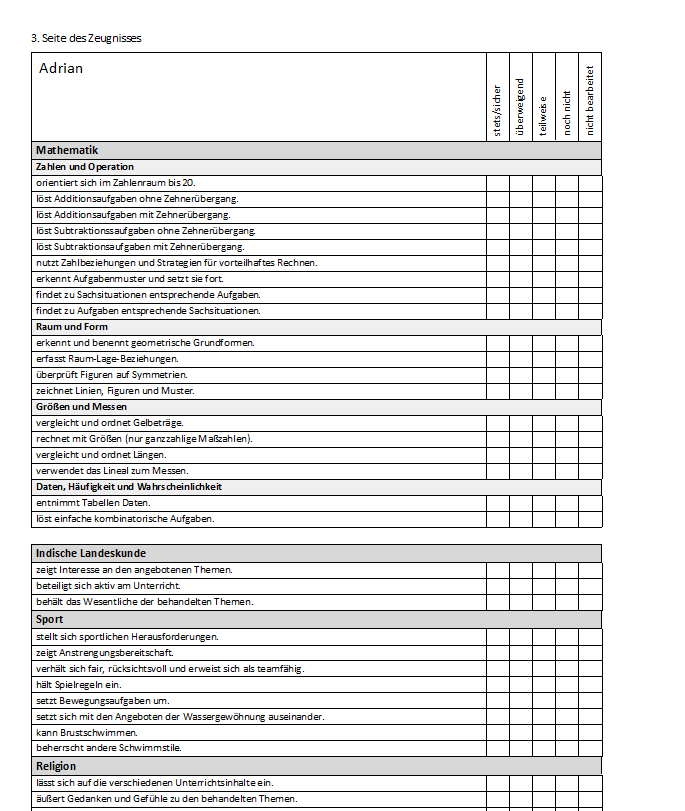 3. Seite des Zeugnisses
Adrian
stets/sicher
überweigend
teilweise
noch nicht
nicht bearbeitet
Mathematik
Zahlen und Operation
orientiert sich im Zahlenraum bis 20.
löst Additionsaufgaben ohne Zehnerübergang.
löst Additionsaufgaben mit Zehnerübergang.
löst Subtraktionssaufgaben ohne Zehnerübergang.
löst Subtraktionsaufgaben mit Zehnerübergang.
nutzt Zahlbeziehungen und Strategien für vorteilhaftes Rechnen.
erkennt Aufgabenmuster und setzt sie fort.
findet zu Sachsituationen entsprechende Aufgaben.
findet zu Aufgaben entsprechende Sachsituationen.
Raum und Form
erkennt und benennt geometrische Grundformen.
erfasst Raum-Lage-Beziehungen.
überprüft Figuren auf Symmetrien.
zeichnet Linien, Figuren und Muster.
Größen und Messen
vergleicht und ordnet Gelbeträge.
rechnet mit Größen (nur ganzzahlige Maßzahlen).
vergleicht und ordnet Längen.
verwendet das Lineal zum Messen.
Daten, Häufigkeit und Wahrscheinlichkeit
entnimmt Tabellen Daten.
löst einfache kombinatorische Aufgaben.
Indische Landeskunde
zeigt Interesse an den angebotenen Themen.
beteiligt sich aktiv am Unterricht.
behält das Wesentliche der behandelten Themen.
Sport
stellt sich sportlichen Herausforderungen.
zeigt Anstrengungsbereitschaft.
verhält sich fair, rücksichtsvoll und erweist sich als teamfähig.
hält Spielregeln ein.
setzt Bewegungsaufgaben um.
setzt sich mit den Angeboten der Wassergewöhnung auseinander.
kann Brustschwimmen.
beherrscht andere Schwimmstile.
Religion
lässt sich auf die verschiedenen Unterrichtsinhalte ein.
äußert Gedanken und Gefühle zu den behandelten Themen.